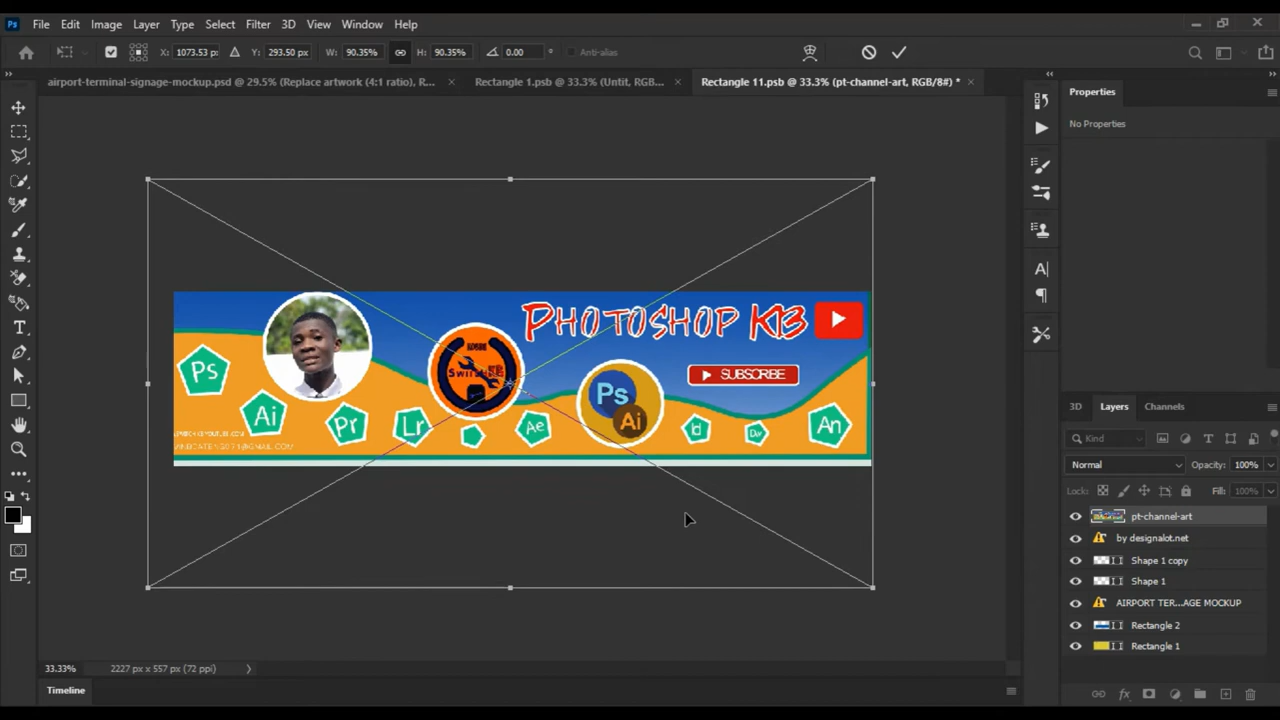 Ps File Edit Image Layer Type Select Filter 3D View Window Help
X: 1073.53 p: Y: 293.50 px W: 90.35% H: 90.35% 0.00 ° Anti-alias
airport-terminal-signage-mockup.psd @ 29.5% (Replace artwork (4:1 ratio), RGB... × Rectangle 1.psb @ 33.3% (Untit, RGB... × Rectangle 11.psb @ 33.3% (pt-channel-art, RGB/8#) * ×
Properties
No Properties
PHOTOSHOP K13
SUBSCRIBE
Ps
Ai
Pr
Lr
Ae
Ps
Ai
Id
Dw
An
3D Layers Channels
Kind
Normal Opacity: 100%
Lock: Fill: 100%
pt-channel-art
by designalot.net
Shape 1 copy
Shape 1
AIRPORT TER...AGE MOCKUP
Rectangle 2
Rectangle 1
33.33% 2227 px x 557 px (72 ppi)
Timeline